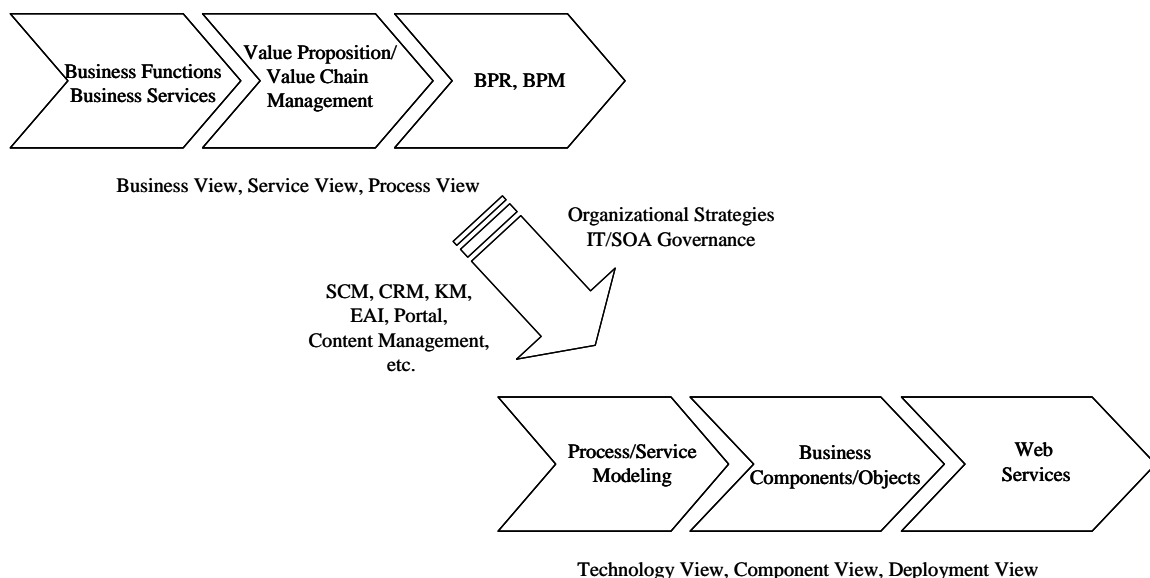 Business Functions
Business Services
Value Proposition/
Value Chain
Management
BPR, BPM
Business View, Service View, Process View
Organizational Strategies
IT/SOA Governance
SCM, CRM, KM,
EAI, Portal,
Content Management,
etc.
Process/Service
Modeling
Business
Components/Objects
Web
Services
Technology View, Component View, Deployment View